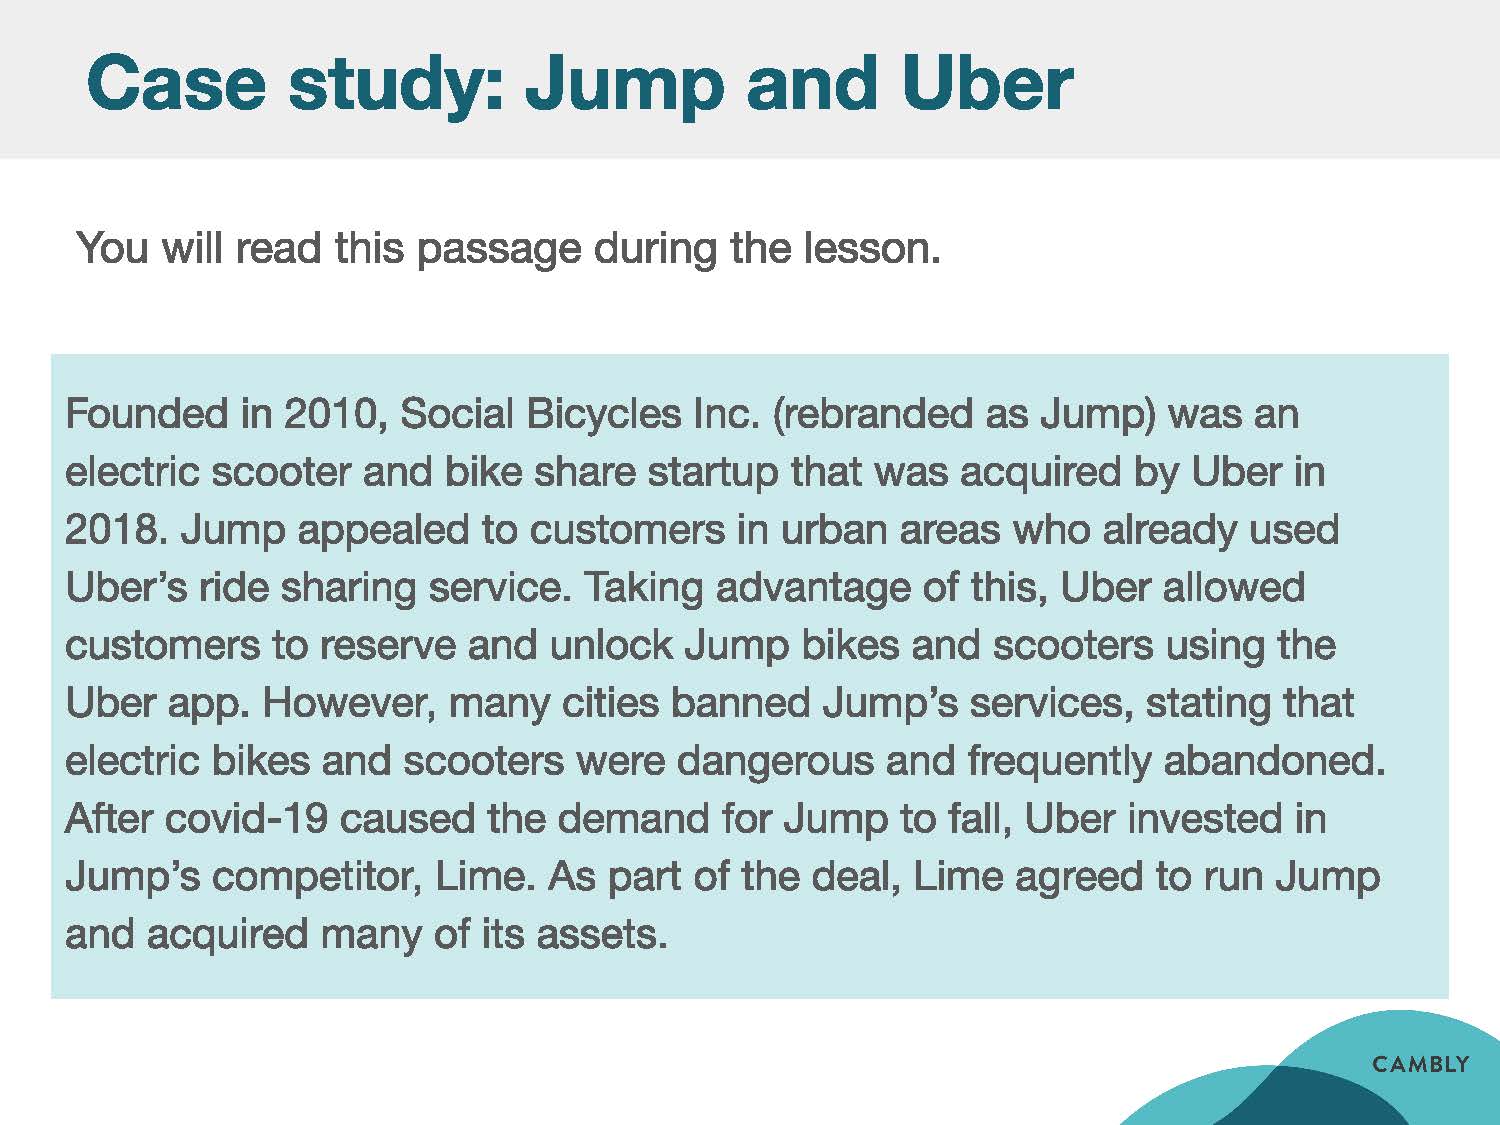 Case study: Jump and Uber
You will read this passage during the lesson.
Founded in 2010, Social Bicycles Inc. (rebranded as Jump) was an
electric scooter and bike share startup that was acquired by Uber in
2018. Jump appealed to customers in urban areas who already used
Uber’s ride sharing service. Taking advantage of this, Uber allowed
customers to reserve and unlock Jump bikes and scooters using the
Uber app. However, many cities banned Jump’s services, stating that
electric bikes and scooters were dangerous and frequently abandoned.
After covid-19 caused the demand for Jump to fall, Uber invested in
Jump’s competitor, Lime. As part of the deal, Lime agreed to run Jump
and acquired many of its assets.
CAMBLY